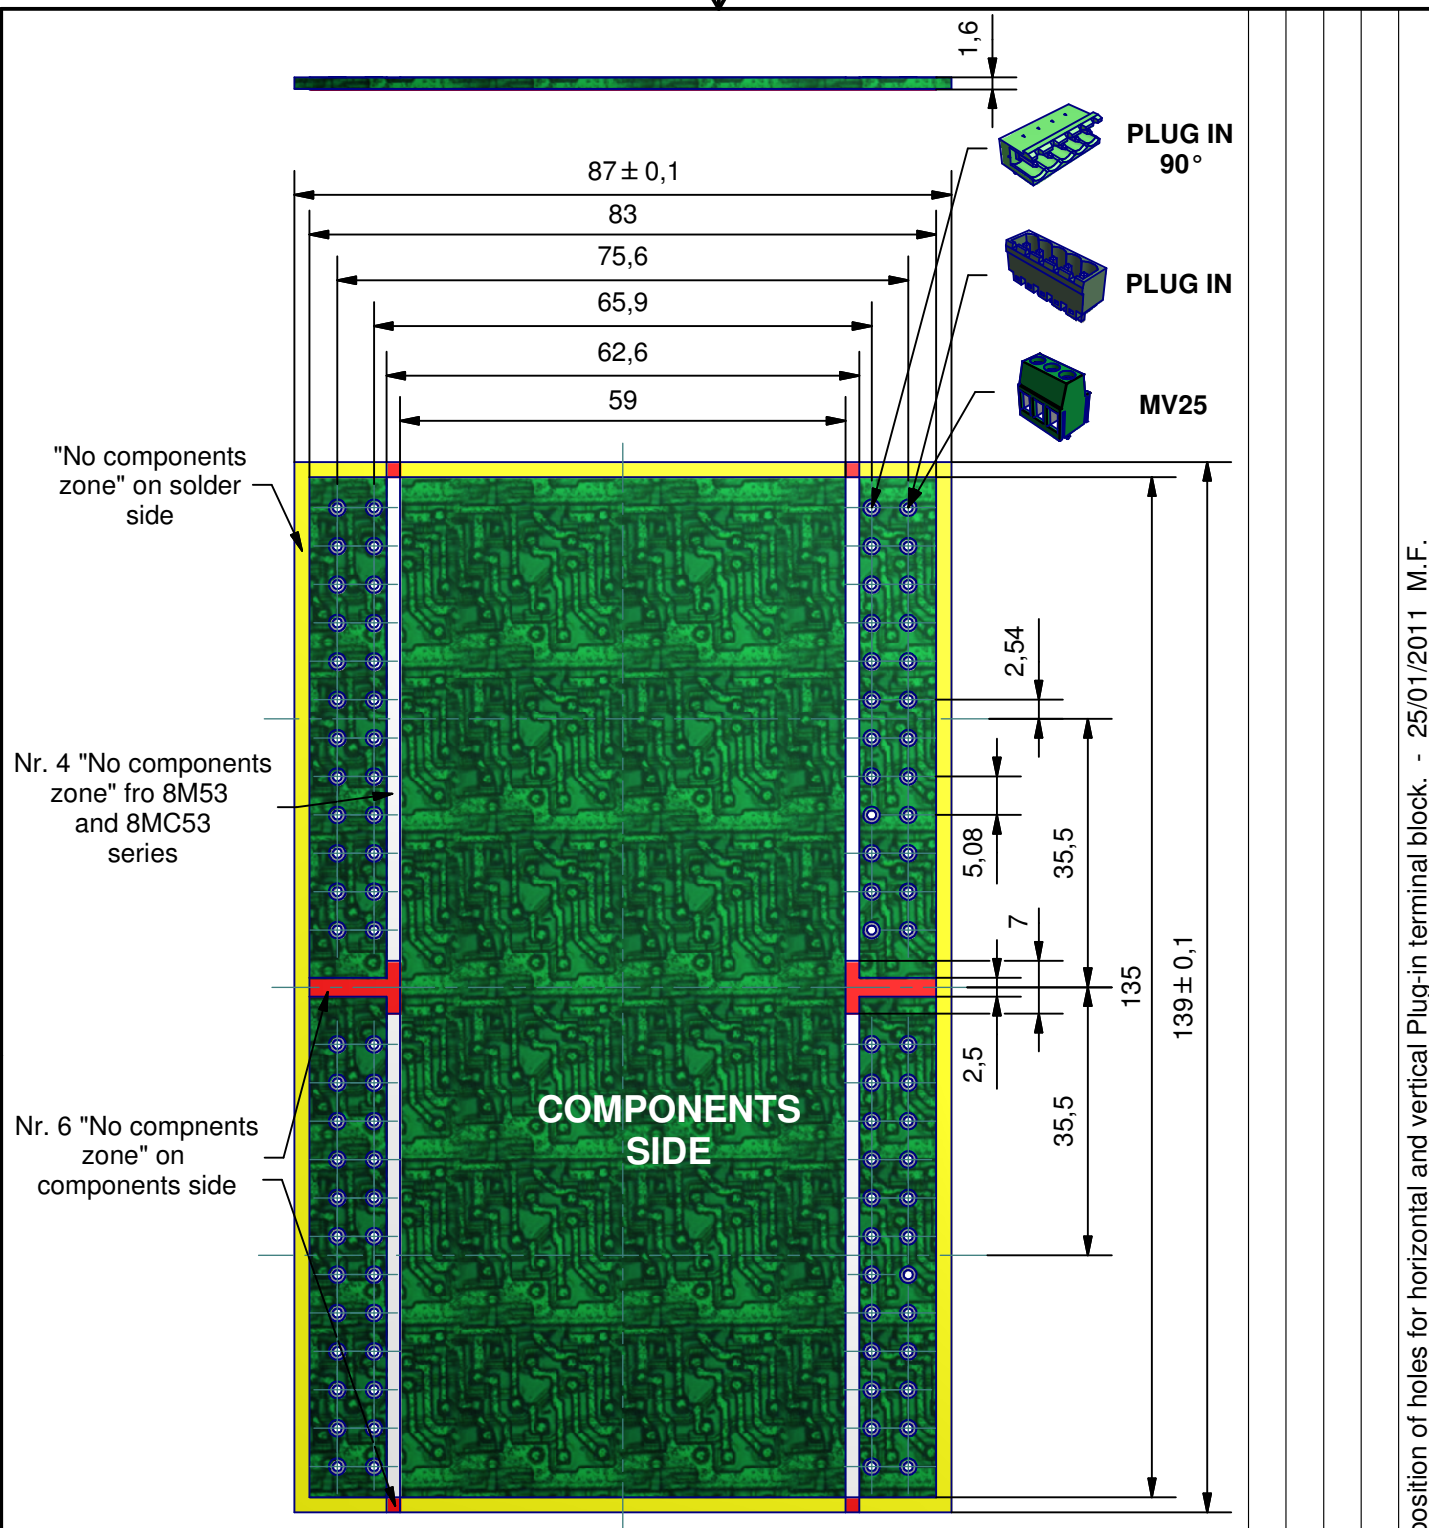 1,6
PLUG IN
90°
87 ± 0,1
83
75,6
PLUG IN
65,9
62,6
59
MV25
"No components
zone" on solder
side
2,54
Nr. 4 "No components
zone" fro 8M53
and 8MC53
series
5,08
35,5
7
135
139 ± 0,1
2,5
35,5
COMPONENTS
SIDE
Nr. 6 "No compnents
zone" on
components side
position of holes for horizontal and vertical Plug-in terminal block. - 25/01/2011 M.F.